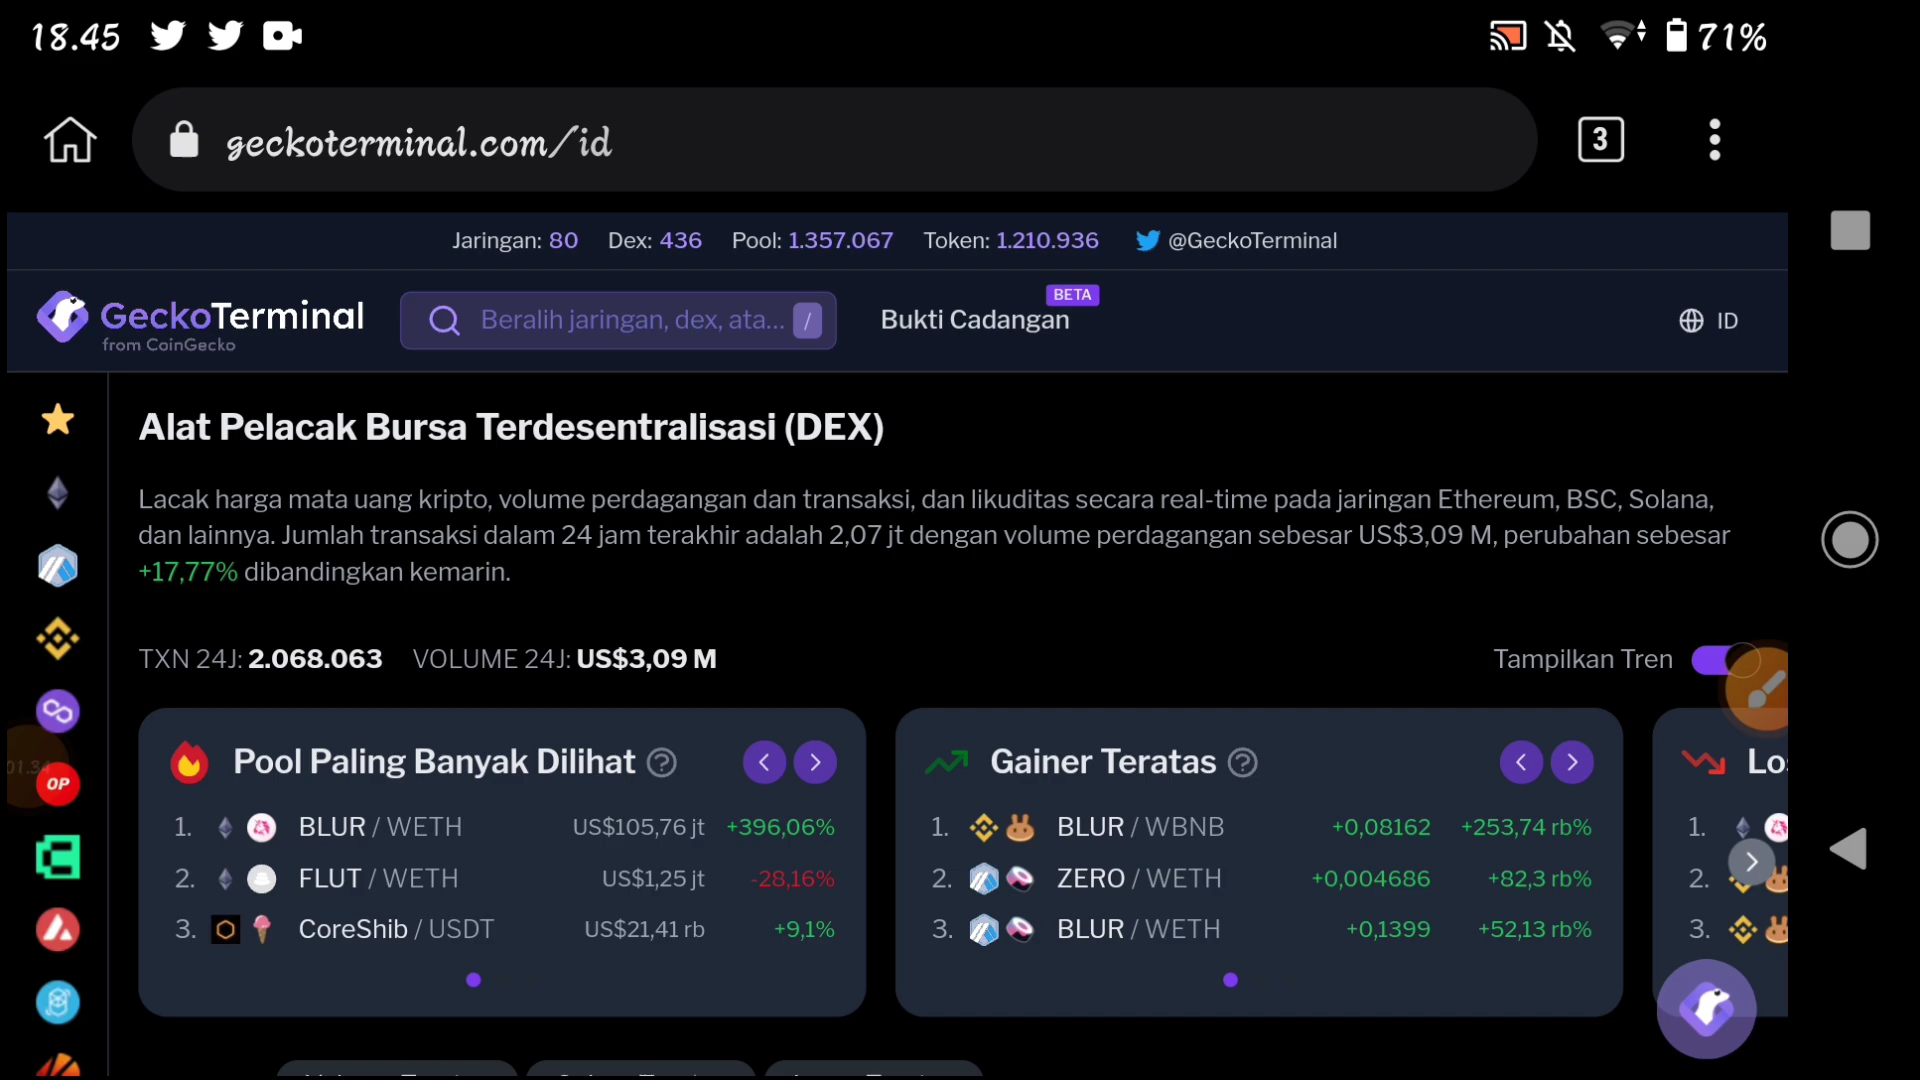 18.45
71%
geckoterminal.com/id
3
Jaringan: 80 Dex: 436 Pool: 1.357.067 Token: 1.210.936 @GeckoTerminal
GeckoTerminal
from CoinGecko
Beralih jaringan, dex, ata... /
Bukti Cadangan
BETA
ID
Alat Pelacak Bursa Terdesentralisasi (DEX)
Lacak harga mata uang kripto, volume perdagangan dan transaksi, dan likuditas secara real-time pada jaringan Ethereum, BSC, Solana,
dan lainnya. Jumlah transaksi dalam 24 jam terakhir adalah 2,07 jt dengan volume perdagangan sebesar US$3,09 M, perubahan sebesar
+17,77% dibandingkan kemarin.
TXN 24J: 2.068.063 VOLUME 24J: US$3,09 M
Tampilkan Tren
Pool Paling Banyak Dilihat ?
1. BLUR / WETH US$105,76 jt +396,06%
2. FLUT / WETH US$1,25 jt -28,16%
3. CoreShib / USDT US$21,41 rb +9,1%
Gainer Teratas ?
1. BLUR / WBNB +0,08162 +253,74 rb%
2. ZERO / WETH +0,004686 +82,3 rb%
3. BLUR / WETH +0,1399 +52,13 rb%
1.
2.
3.
OP
01.34